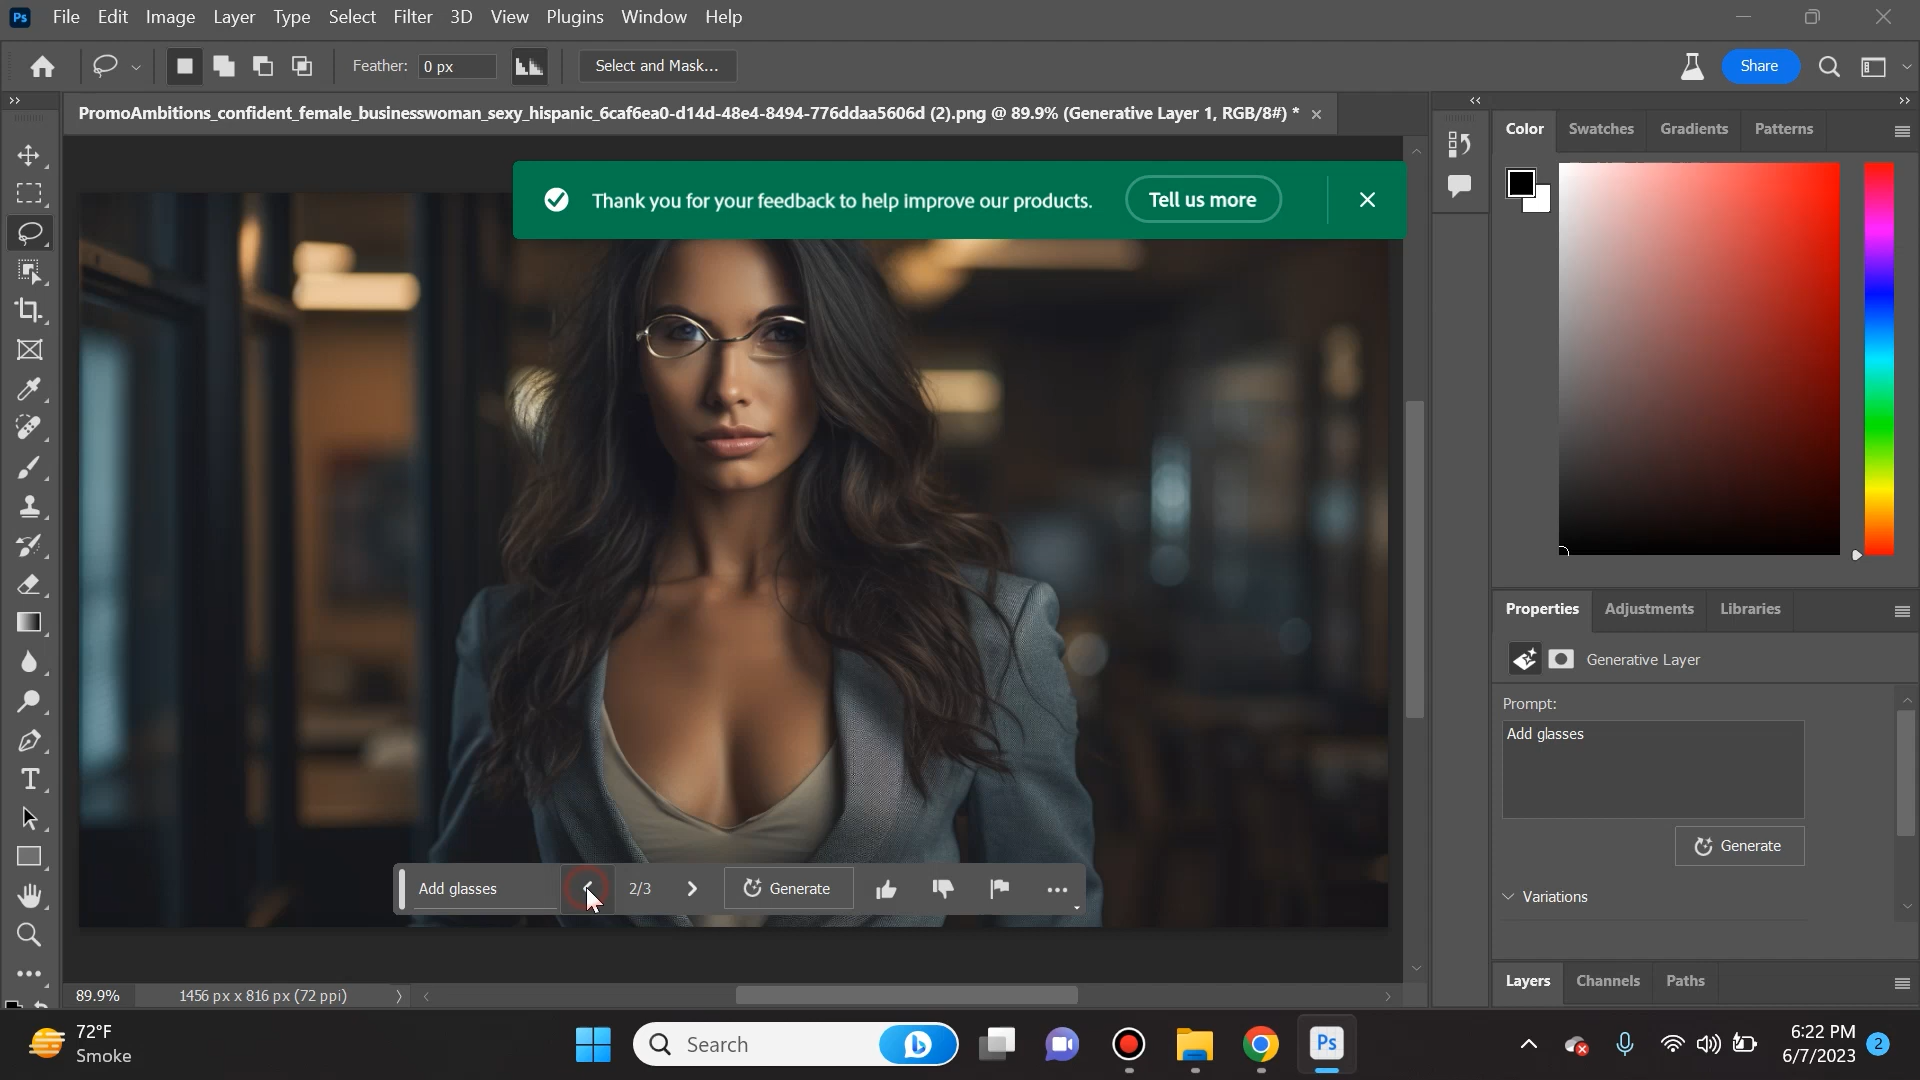 Ps File Edit Image Layer Type Select Filter 3D View Plugins Window Help
Feather: 0 px Select and Mask... Share
PromoAmbitions_confident_female_businesswoman_sexy_hispanic_6caf6ea0-d14d-48e4-8494-776ddaa5606d (2).png @ 89.9% (Generative Layer 1, RGB/8#) *
Color Swatches Gradients Patterns
Thank you for your feedback to help improve our products. Tell us more
Properties Adjustments Libraries
Generative Layer
Prompt:
Add glasses
Generate
Add glasses 2/3 Generate
Variations
Layers Channels Paths
89.9% 1456 px x 816 px (72 ppi)
72°F
Smoke
Search
Ps
6:22 PM
6/7/2023
2